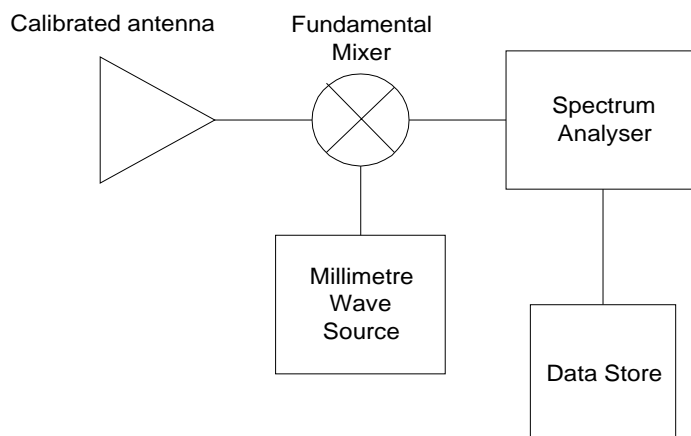 Calibrated antenna
Fundamental
Mixer
Spectrum
Analyser
Millimetre
Wave
Source
Data Store